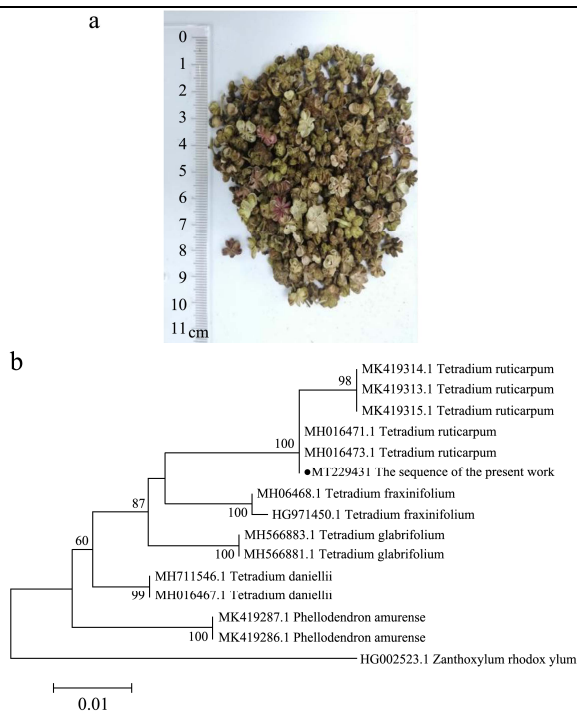 a
0
1
2
3
4
5
6
7
8
9
10
11 cm
b
MK419314.1 Tetradium ruticarpum
98
MK419313.1 Tetradium ruticarpum
MK419315.1 Tetradium ruticarpum
100
MH016471.1 Tetradium ruticarpum
MH016473.1 Tetradium ruticarpum
MT229431 The sequence of the present work
MH06468.1 Tetradium fraxinifolium
87
100
HG971450.1 Tetradium fraxinifolium
MH566883.1 Tetradium glabrifolium
60
100
MH566881.1 Tetradium glabrifolium
MH711546.1 Tetradium daniellii
99
MH016467.1 Tetradium daniellii
MK419287.1 Phellodendron amurense
100
MK419286.1 Phellodendron amurense
HG002523.1 Zanthoxylum rhodox ylum
0.01